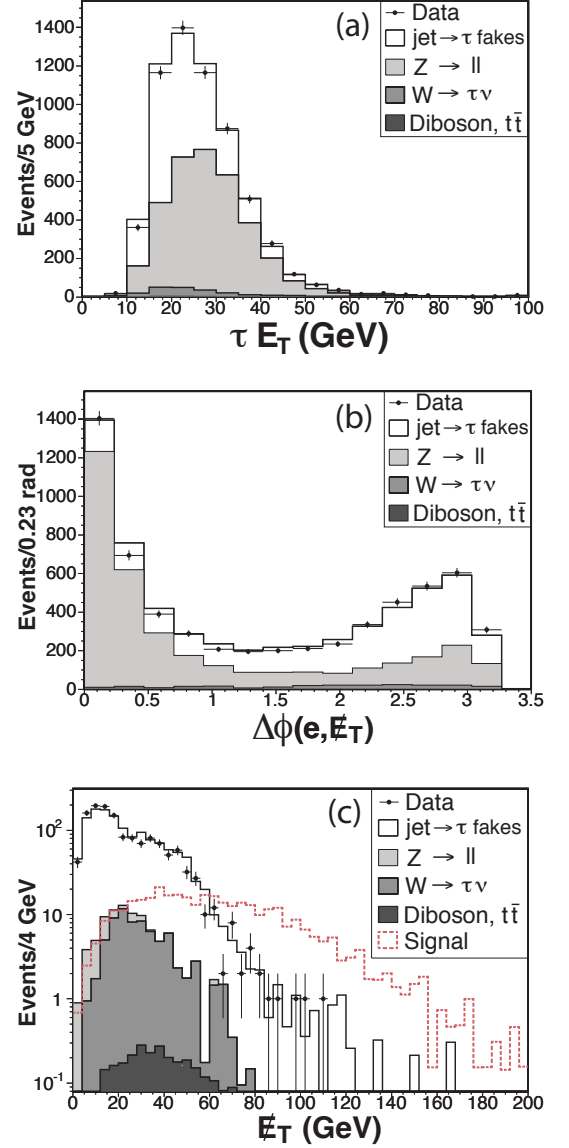 (a)
Data
jet→τ fakes
Z → ll
W→ τν
Diboson, tt̄
Events/5 GeV
1400
1200
1000
800
600
400
200
0
0 10 20 30 40 50 60 70 80 90 100
τ E_T (GeV)
(b)
Data
jet→τ fakes
Z → ll
W → τν
Diboson, tt̄
Events/0.23 rad
1400
1200
1000
800
600
400
200
0
0 0.5 1 1.5 2 2.5 3 3.5
Δϕ(e,E̸_T)
(c)
Data
jet→τ fakes
Z → ll
W→ τν
Diboson, tt̄
Signal
Events/4 GeV
10²
10
1
10⁻¹
0 20 40 60 80 100 120 140 160 180 200
E̸_T (GeV)